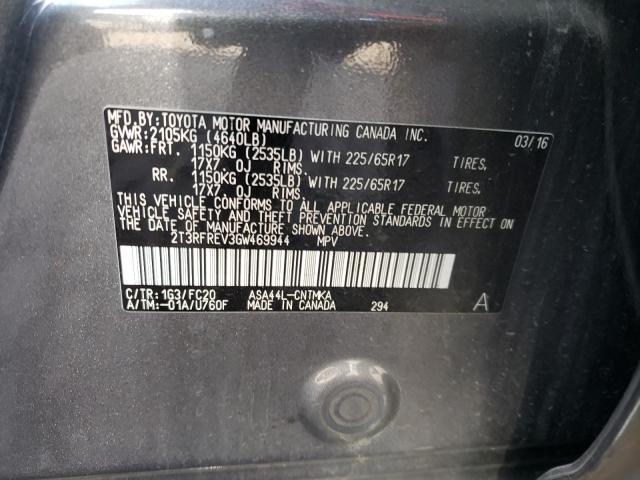 MFD.BY:TOYOTA MOTOR MANUFACTURING CANADA INC.
GVWR:2105KG (4640LB) 03/16
GAWR:FRT. 1150KG (2535LB) WITH 225/65R17 TIRES,
17X7.0J RIMS.
RR. 1150KG (2535LB) WITH 225/65R17 TIRES,
17X7.0J RIMS.
THIS VEHICLE CONFORMS TO ALL APPLICABLE FEDERAL MOTOR
VEHICLE SAFETY AND THEFT PREVENTION STANDARDS IN EFFECT ON
THE DATE OF MANUFACTURE SHOWN ABOVE.
2T3RFREV3GW469944 MPV
C/TR:1G3/FC20 ASA44L-CNTMKA
A/TM:-01A/U760F MADE IN CANADA 294 A